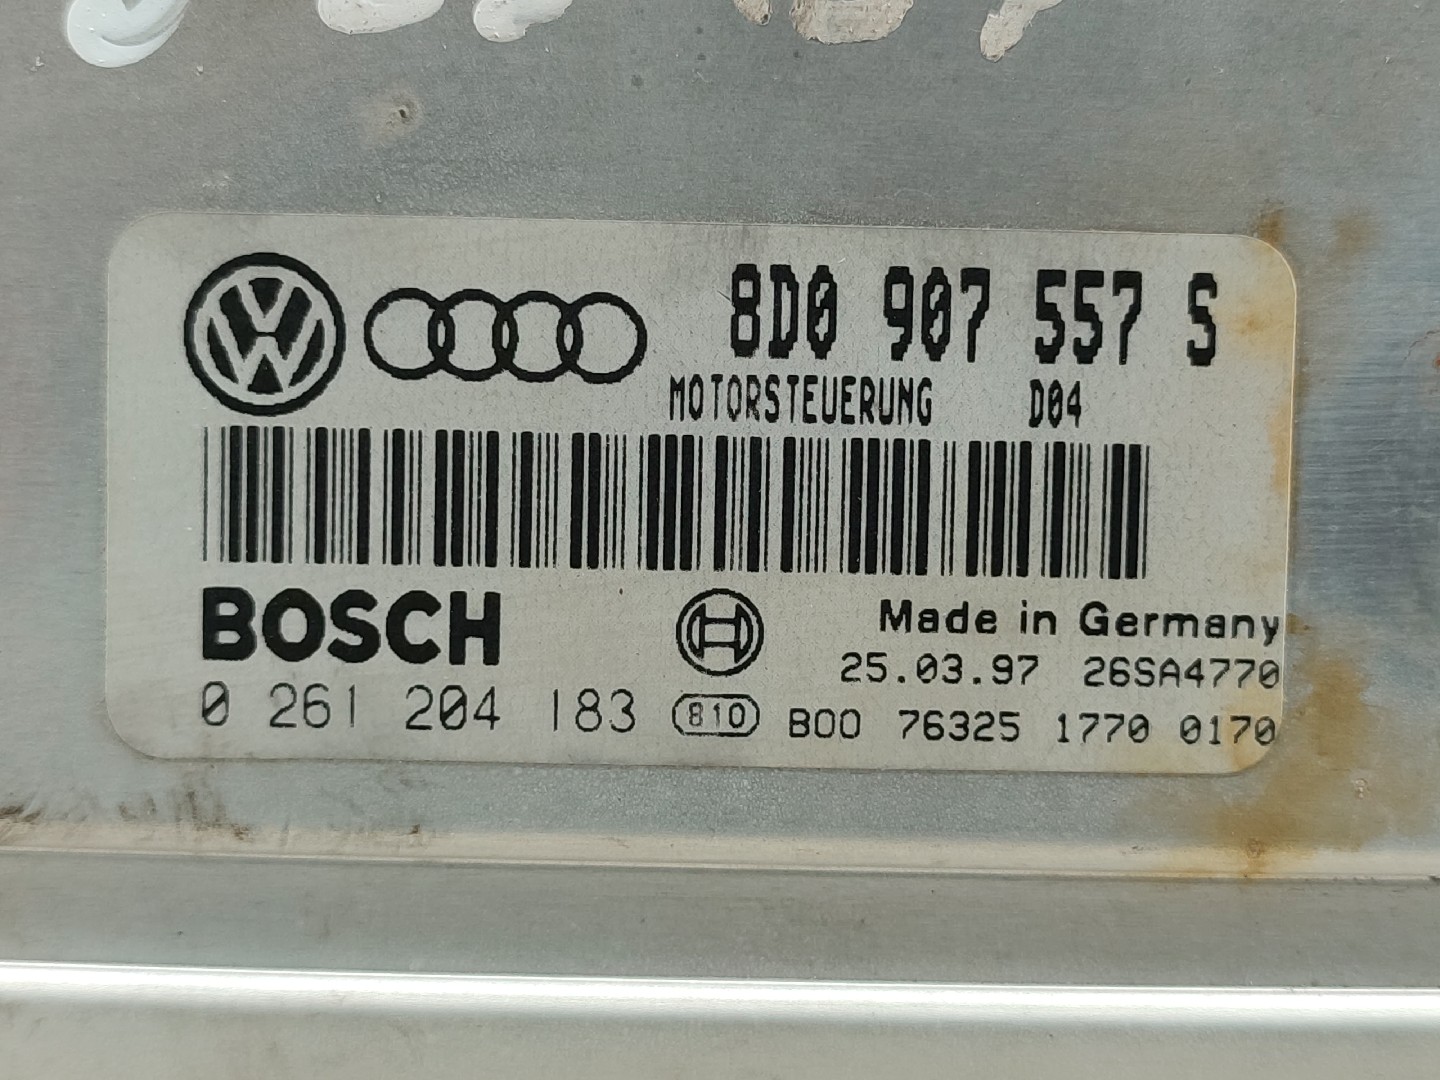 8D0 907 557 S
MOTORSTEUERUNG D04
BOSCH
Made in Germany
25.03.97 26SA4770
0 261 204 183 810 B00 76325 1770 0170